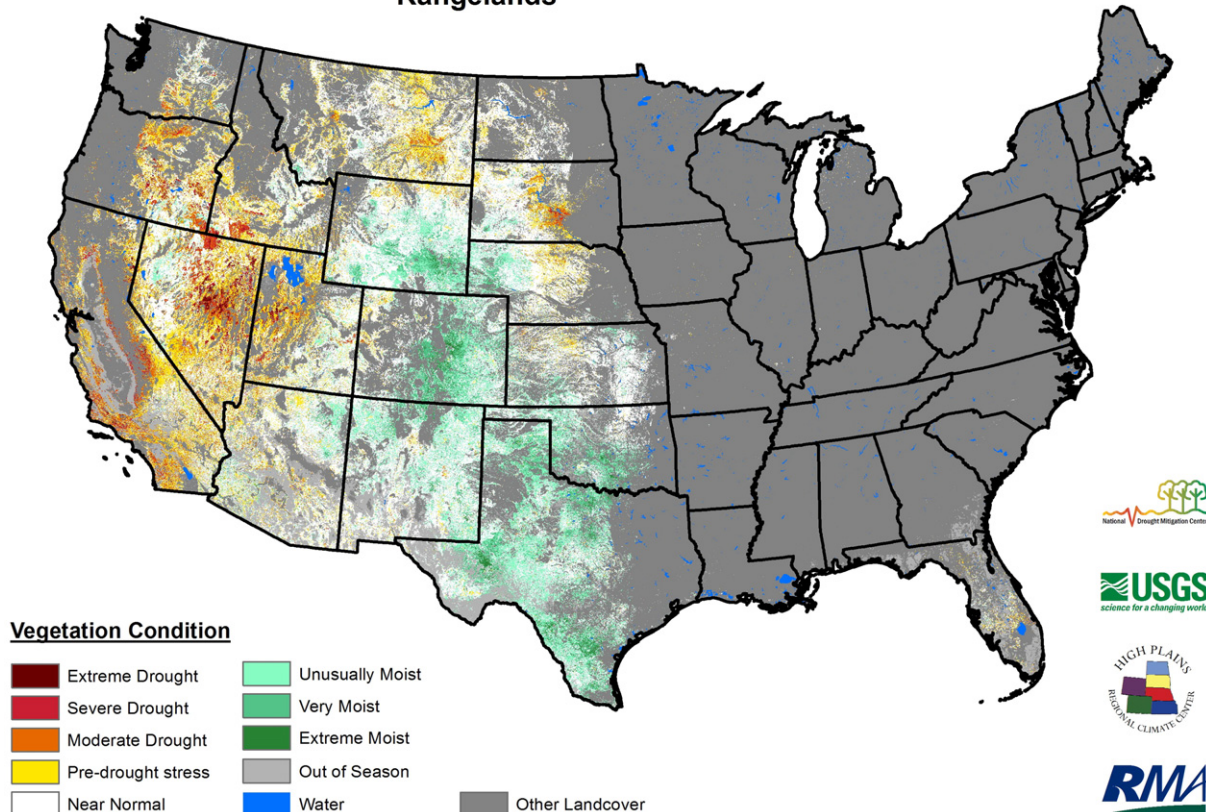 Rangelands
National Drought Mitigation Center
USGS
science for a changing world
HIGH PLAINS
REGIONAL CLIMATE CENTER
RMA
Vegetation Condition
Extreme Drought
Severe Drought
Moderate Drought
Pre-drought stress
Near Normal
Unusually Moist
Very Moist
Extreme Moist
Out of Season
Water
Other Landcover